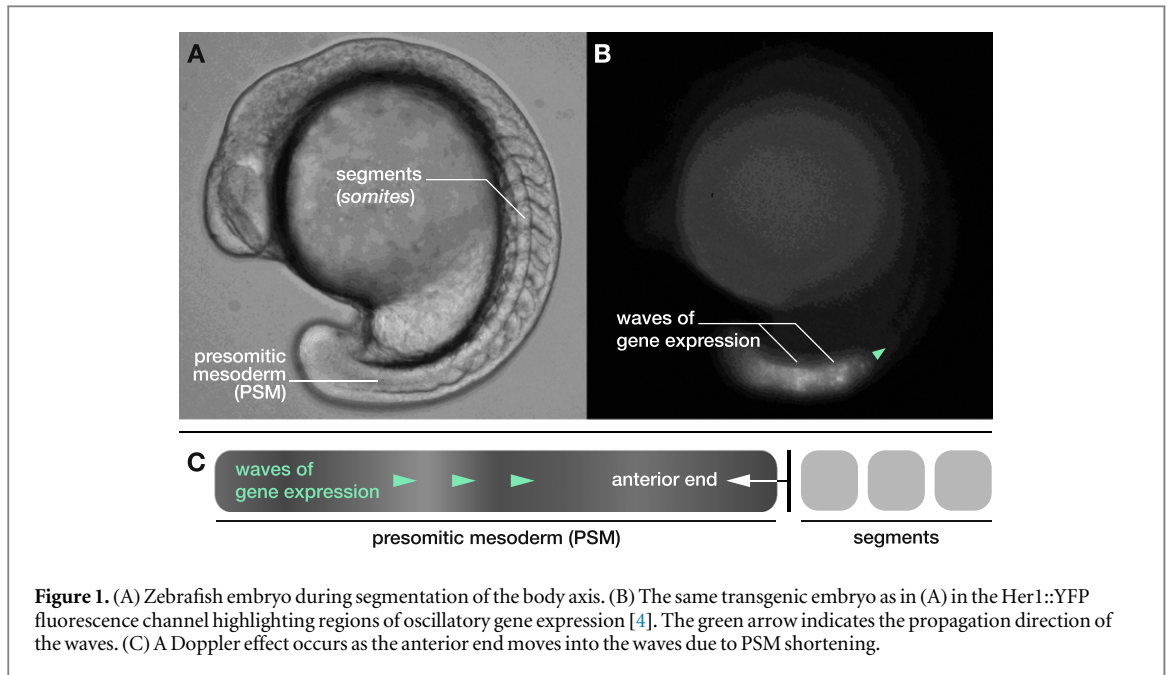 A
B
segments
(somites)
waves of
gene expression
presomitic
mesoderm
(PSM)
C
waves of
gene expression
anterior end
presomitic mesoderm (PSM)
segments
Figure 1. (A) Zebrafish embryo during segmentation of the body axis. (B) The same transgenic embryo as in (A) in the Her1::YFP
fluorescence channel highlighting regions of oscillatory gene expression [4]. The green arrow indicates the propagation direction of
the waves. (C) A Doppler effect occurs as the anterior end moves into the waves due to PSM shortening.